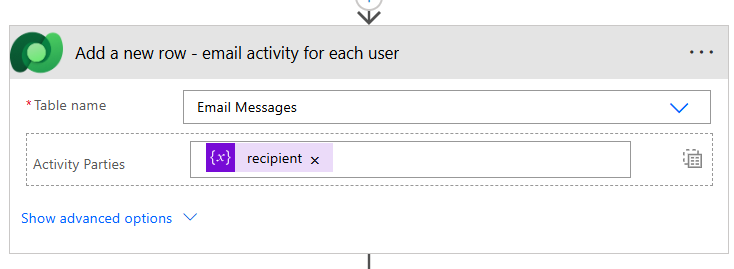 Add a new row - email activity for each user
* Table name
Email Messages
Activity Parties
{x} recipient ×
Show advanced options